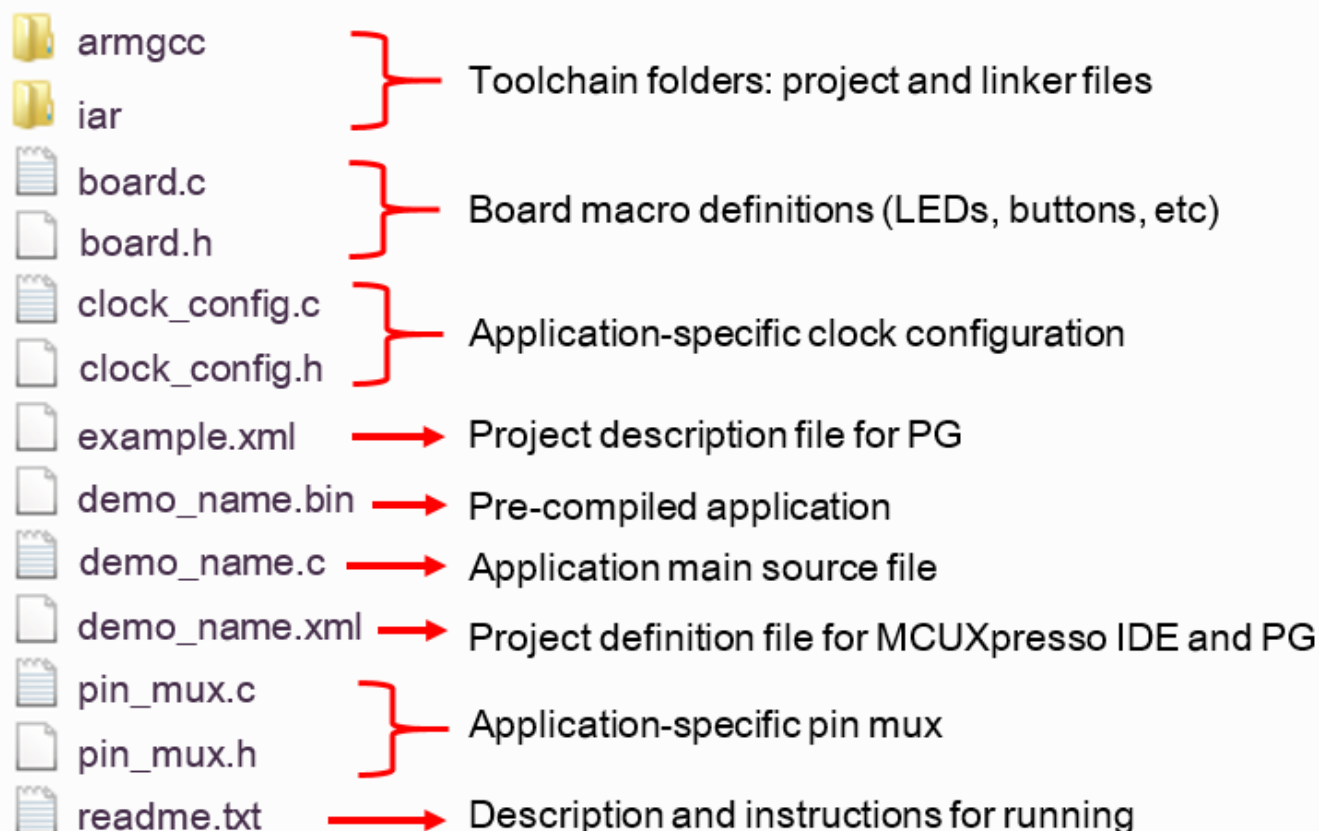 armgcc
iar
Toolchain folders: project and linker files
board.c
board.h
Board macro definitions (LEDs, buttons, etc)
clock_config.c
clock_config.h
Application-specific clock configuration
example.xml
Project description file for PG
demo_name.bin
Pre-compiled application
demo_name.c
Application main source file
demo_name.xml
Project definition file for MCUXpresso IDE and PG
pin_mux.c
pin_mux.h
Application-specific pin mux
readme.txt
Description and instructions for running